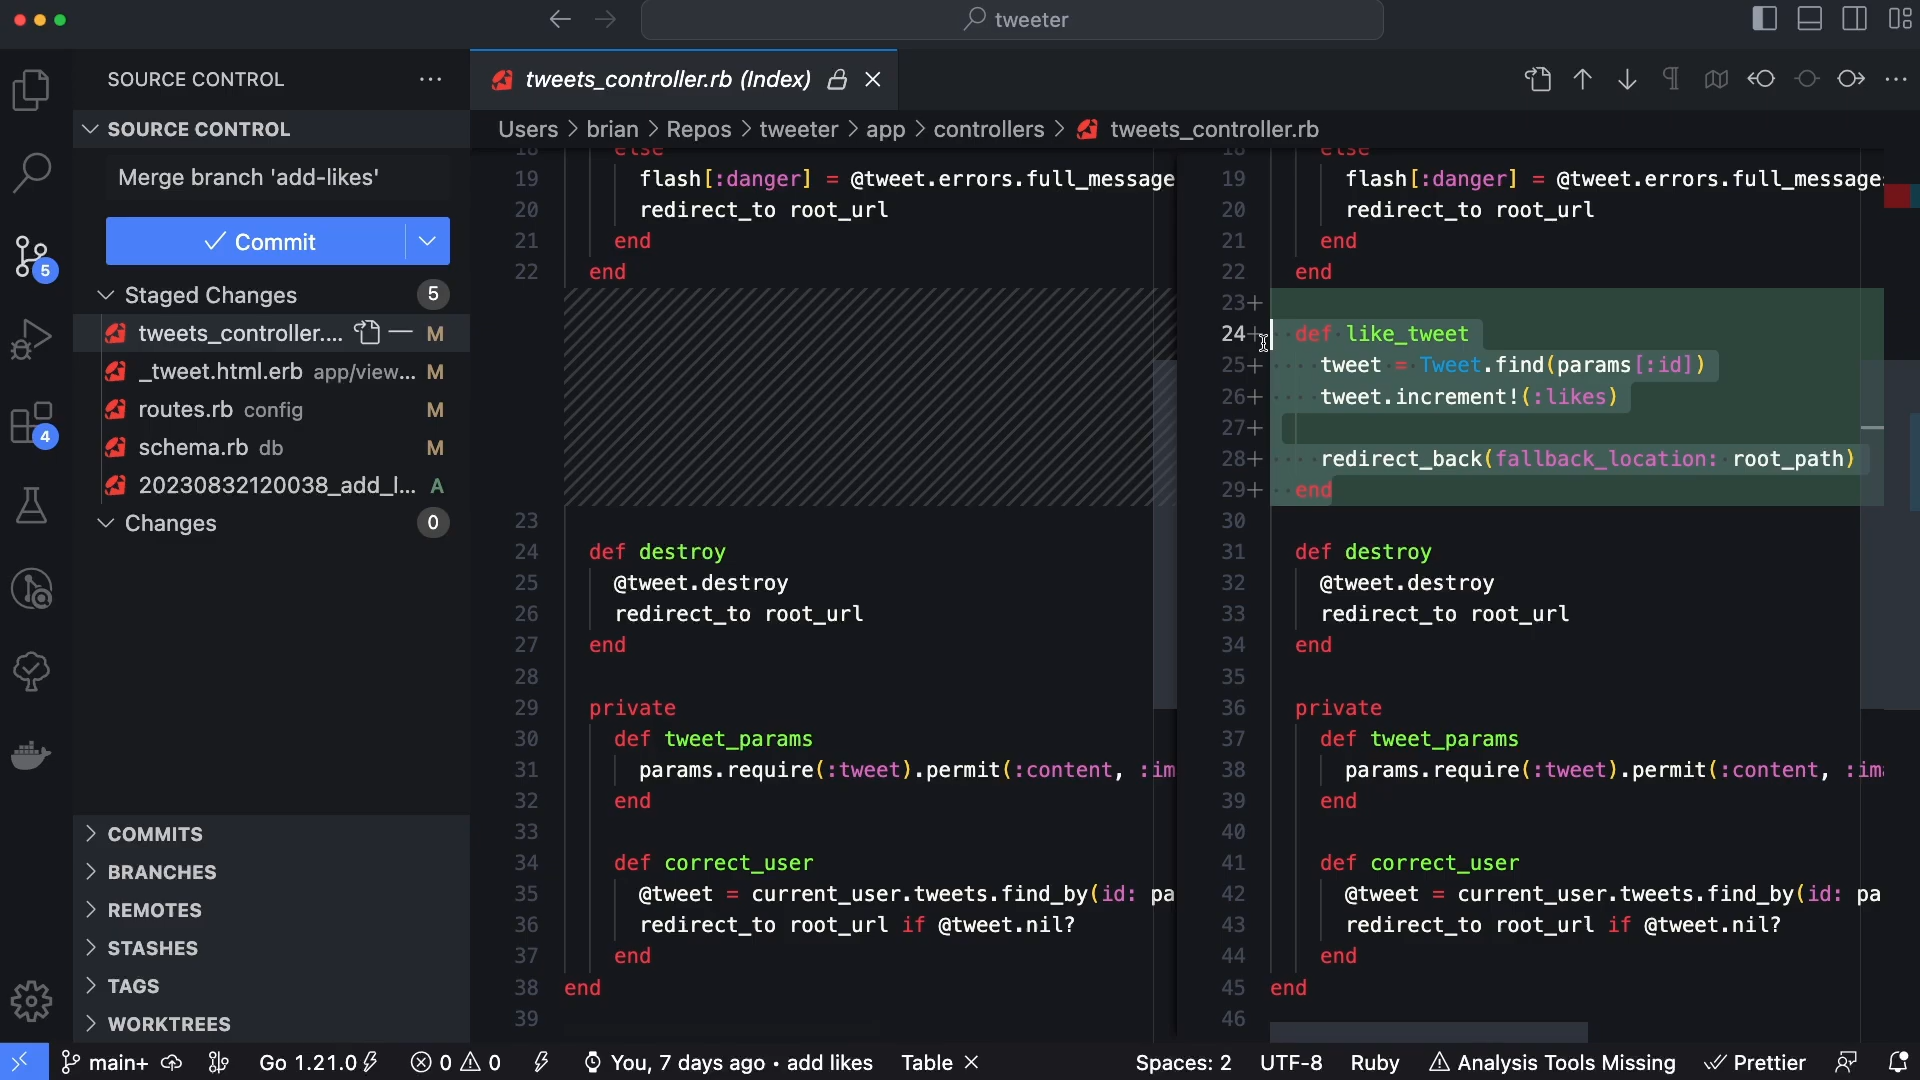 tweeter
SOURCE CONTROL
SOURCE CONTROL
Merge branch 'add-likes'
Commit
Staged Changes 5
tweets_controller.... M
_tweet.html.erb app/view... M
routes.rb config M
schema.rb db M
20230832120038_add_l... A
Changes 0
5
4
COMMITS
BRANCHES
REMOTES
STASHES
TAGS
WORKTREES
tweets_controller.rb (Index)
Users > brian > Repos > tweeter > app > controllers > tweets_controller.rb
18 else
19 flash[:danger] = @tweet.errors.full_message
20 redirect_to root_url
21 end
22 end
23
24 def destroy
25 @tweet.destroy
26 redirect_to root_url
27 end
28
29 private
30 def tweet_params
31 params.require(:tweet).permit(:content, :im
32 end
33
34 def correct_user
35 @tweet = current_user.tweets.find_by(id: pa
36 redirect_to root_url if @tweet.nil?
37 end
38 end
39
18 else
19 flash[:danger] = @tweet.errors.full_message
20 redirect_to root_url
21 end
22 end
23+
24+ def like_tweet
25+ tweet = Tweet.find(params[:id])
26+ tweet.increment!(:likes)
27+
28+ redirect_back(fallback_location: root_path)
29+ end
30
31 def destroy
32 @tweet.destroy
33 redirect_to root_url
34 end
35
36 private
37 def tweet_params
38 params.require(:tweet).permit(:content, :im
39 end
40
41 def correct_user
42 @tweet = current_user.tweets.find_by(id: pa
43 redirect_to root_url if @tweet.nil?
44 end
45 end
46
main+ Go 1.21.0 0 0 You, 7 days ago • add likes Table Spaces: 2 UTF-8 Ruby Analysis Tools Missing Prettier